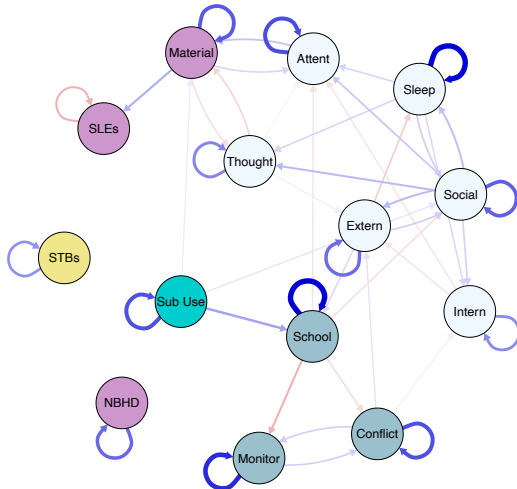 Material
Attent
Sleep
SLEs
Thought
Social
Extern
STBs
Sub Use
Intern
School
NBHD
Conflict
Monitor